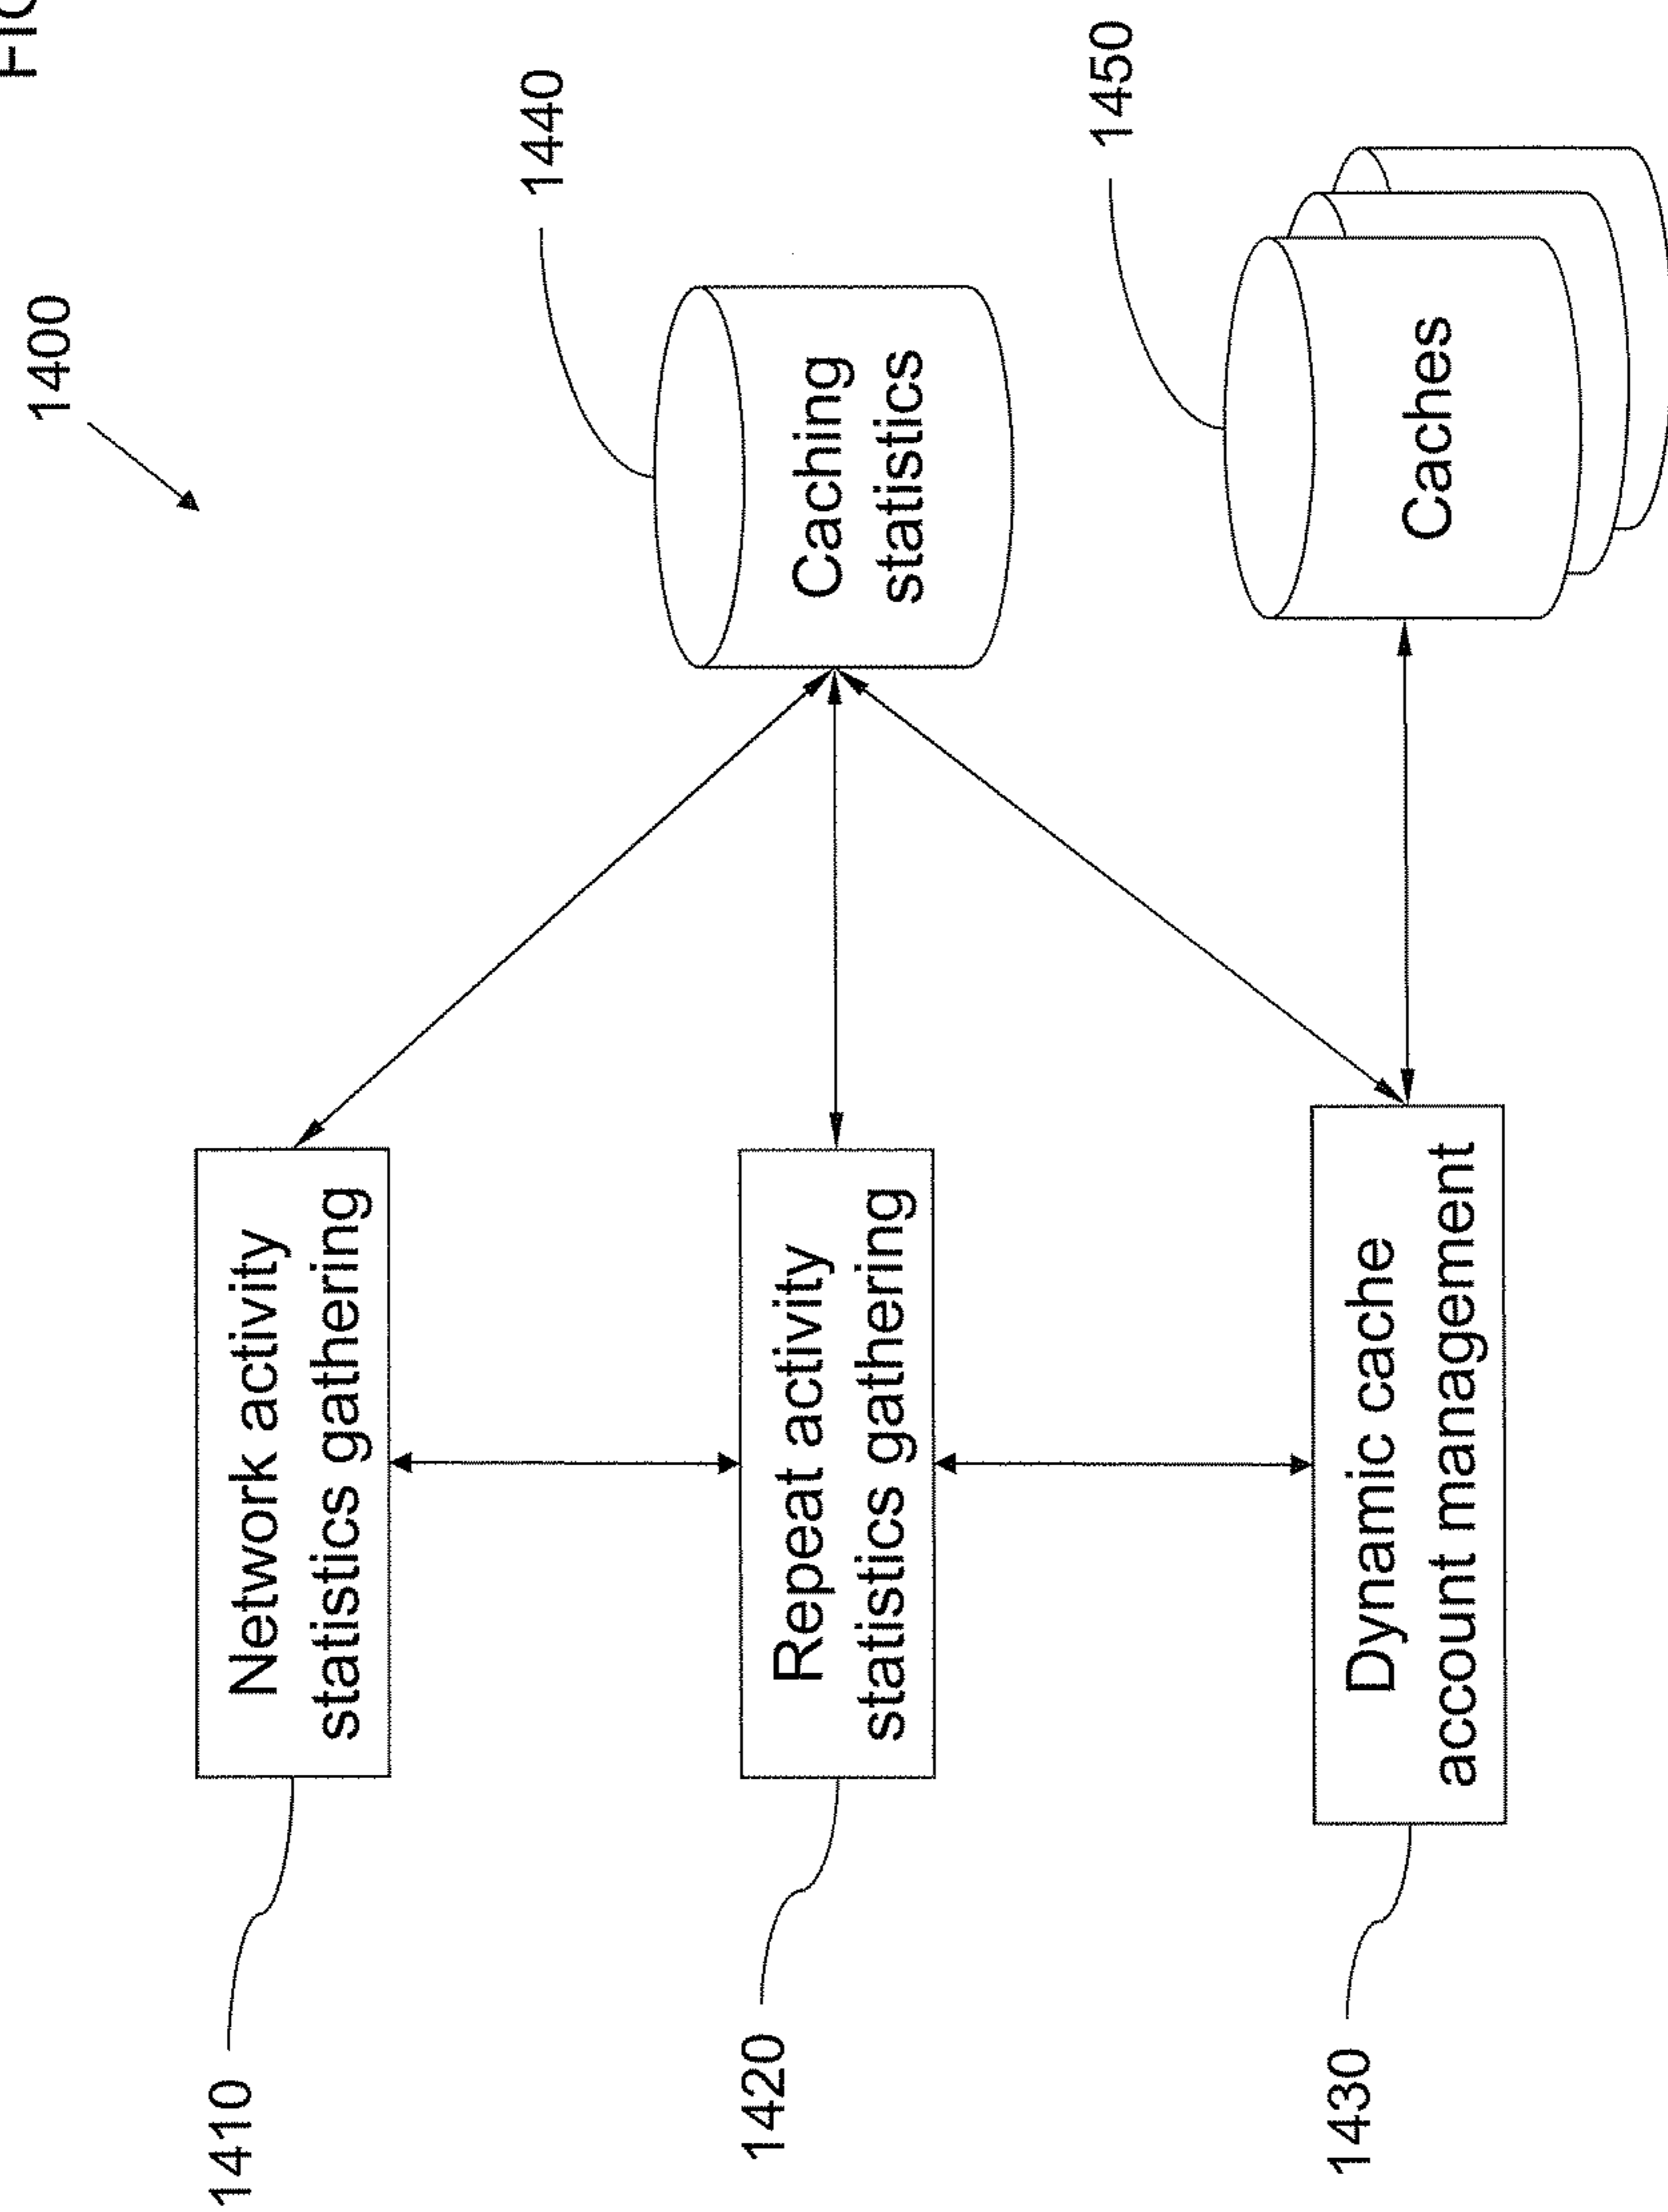 FIG
1400
1410
Network activity
statistics gathering
1440
Caching
statistics
1420
Repeat activity
statistics gathering
1450
Caches
1430
Dynamic cache
account management